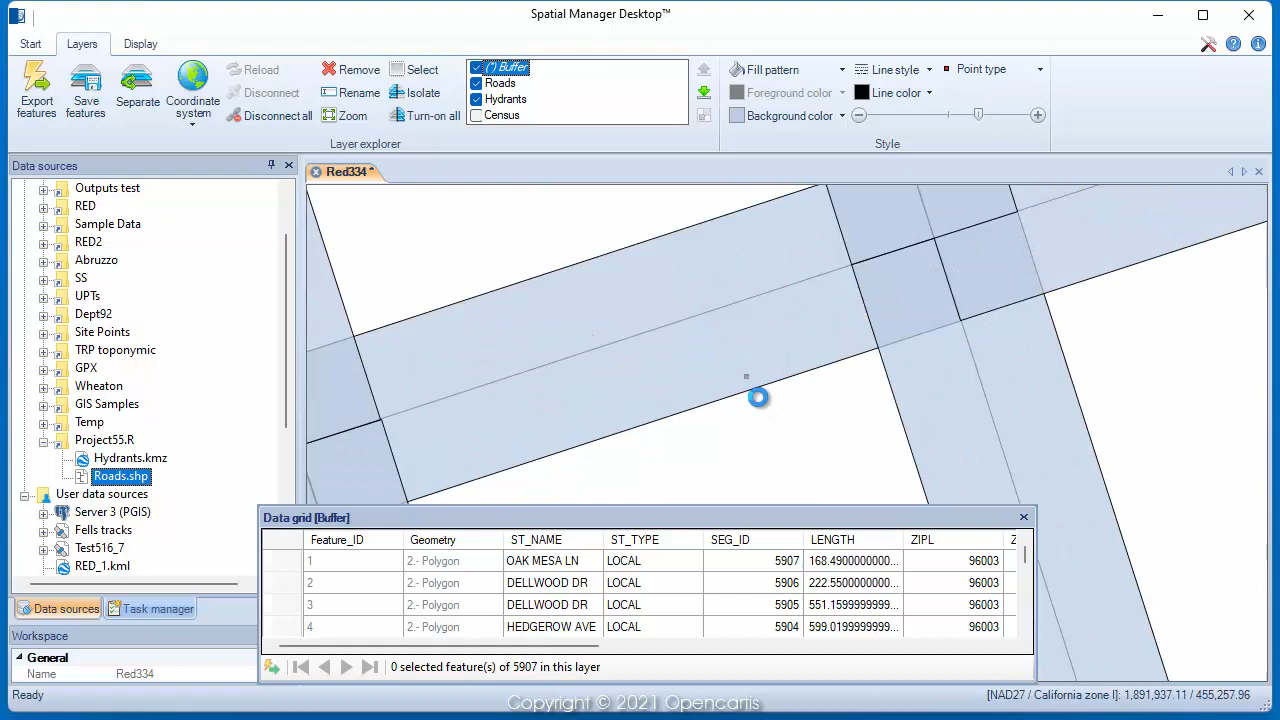 Spatial Manager Desktop™
Start
Layers
Display
Export features
Save features
Separate
Coordinate system
Reload
Disconnect
Disconnect all
Remove
Rename
Zoom
Select
Isolate
Turn-on all
(*) Buffer
Roads
Hydrants
Census
Layer explorer
Fill pattern
Foreground color
Background color
Line style
Line color
Point type
Style
Data sources
Outputs test
RED
Sample Data
RED2
Abruzzo
SS
UPTs
Dept92
Site Points
TRP toponymic
GPX
Wheaton
GIS Samples
Temp
Project55.R
Hydrants.kmz
Roads.shp
User data sources
Server 3 (PGIS)
Fells tracks
Test516_7
RED_1.kml
Data sources
Task manager
Workspace
General
Name Red334
Ready
Red334 *
Data grid [Buffer]
Feature_ID Geometry ST_NAME ST_TYPE SEG_ID LENGTH ZIPL
1 2.- Polygon OAK MESA LN LOCAL 5907 168.4900000000... 96003
2 2.- Polygon DELLWOOD DR LOCAL 5906 222.5500000000... 96003
3 2.- Polygon DELLWOOD DR LOCAL 5905 551.1599999999... 96003
4 2.- Polygon HEDGEROW AVE LOCAL 5904 599.0199999999... 96003
0 selected feature(s) of 5907 in this layer
[NAD27 / California zone I]: 1,891,937.11 / 455,257.96
Copyright © 2021 Opencartis